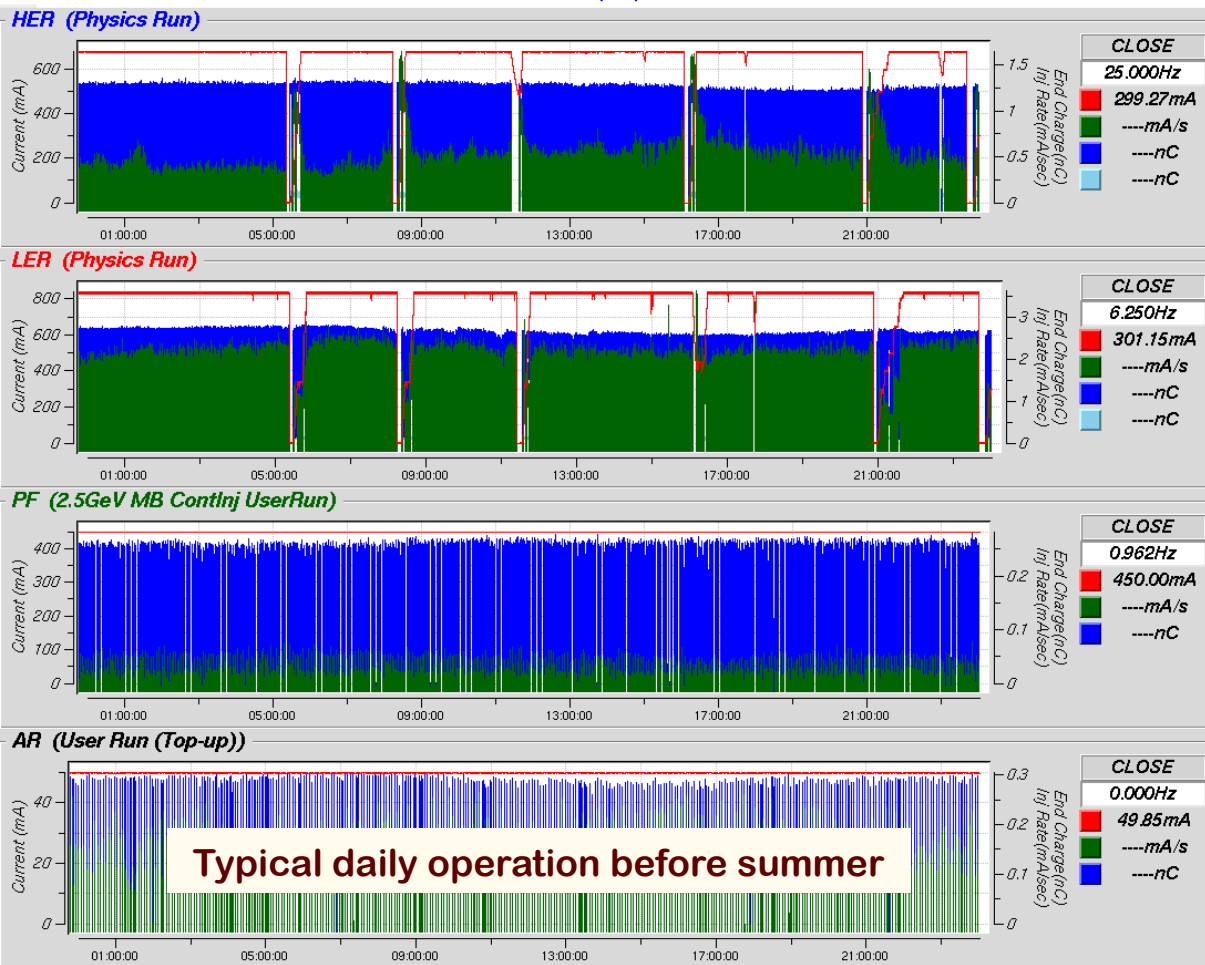 HER (Physics Run)
Current (mA)
600
400
200
0
1.5
1
0.5
0
End Charge(nC)
Inj Rate(mA/sec)
01:00:00 05:00:00 09:00:00 13:00:00 17:00:00 21:00:00
CLOSE
25.000Hz
299.27mA
----mA/s
----nC
----nC
LER (Physics Run)
Current (mA)
800
600
400
200
0
3
2
1
0
End Charge(nC)
Inj Rate(mA/sec)
01:00:00 05:00:00 09:00:00 13:00:00 17:00:00 21:00:00
CLOSE
6.250Hz
301.15mA
----mA/s
----nC
----nC
PF (2.5GeV MB ContInj UserRun)
Current (mA)
400
300
200
100
0
0.2
0.1
0
End Charge(nC)
Inj Rate(mA/sec)
01:00:00 05:00:00 09:00:00 13:00:00 17:00:00 21:00:00
CLOSE
0.962Hz
450.00mA
----mA/s
----nC
AR (User Run (Top-up))
Current (mA)
40
20
0
0.3
0.2
0.1
0
End Charge(nC)
Inj Rate(mA/sec)
Typical daily operation before summer
01:00:00 05:00:00 09:00:00 13:00:00 17:00:00 21:00:00
CLOSE
0.000Hz
49.85mA
----mA/s
----nC